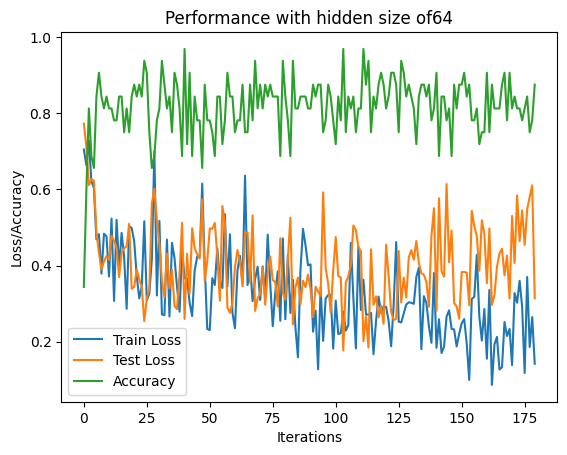 Performance with hidden size of64
1.0
0.8
0.6
0.4
0.2
Loss/Accuracy
Train Loss
Test Loss
Accuracy
0
25
50
75
100
125
150
175
Iterations